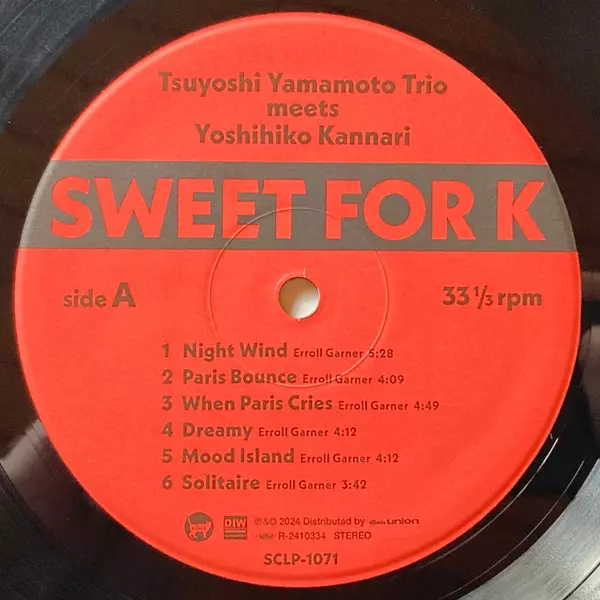 Tsuyoshi Yamamoto Trio
meets
Yoshihiko Kannari
SWEET FOR K
side A
33 1/3 rpm
1 Night Wind Erroll Garner 5:28
2 Paris Bounce Erroll Garner 4:09
3 When Paris Cries Erroll Garner 4:49
4 Dreamy Erroll Garner 4:12
5 Mood Island Erroll Garner 4:12
6 Solitaire Erroll Garner 3:42
DIW ℗&© 2024 Distributed by disk union
R-2410334 STEREO
SCLP-1071